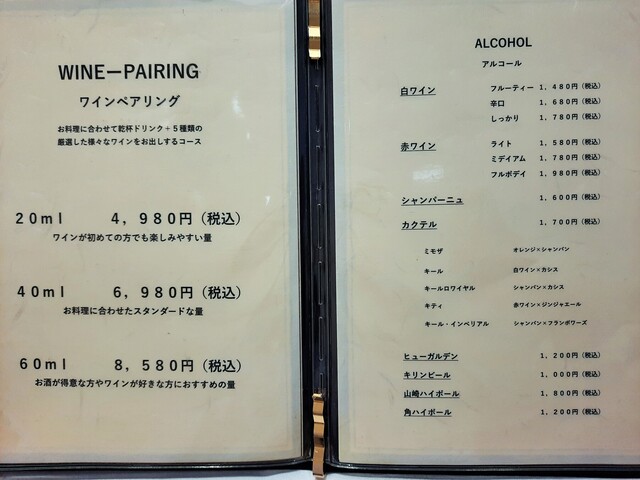 WINE−PAIRING
ワインペアリング
お料理に合わせて乾杯ドリンク+5種類の
厳選した様々なワインをお出しするコース
20ml 4,980円(税込)
ワインが初めての方でも楽しみやすい量
40ml 6,980円(税込)
お料理に合わせたスタンダードな量
60ml 8,580円(税込)
お酒が得意な方やワインが好きな方におすすめの量
ALCOHOL
アルコール
白ワイン フルーティー 1,480円(税込)
辛口 1,680円(税込)
しっかり 1,780円(税込)
赤ワイン ライト 1,580円(税込)
ミデイアム 1,780円(税込)
フルボデイ 1,980円(税込)
シャンパーニュ 1,600円(税込)
カクテル 1,700円(税込)
ミモザ オレンジ×シャンパン
キール 白ワイン×カシス
キールロワイヤル シャンパン×カシス
キティ 赤ワイン×ジンジャエール
キール・インペリアル シャンパン×フランボワーズ
ヒューガルデン 1,200円(税込)
キリンビール 1,000円(税込)
山崎ハイボール 1,800円(税込)
角ハイボール 1,200円(税込)